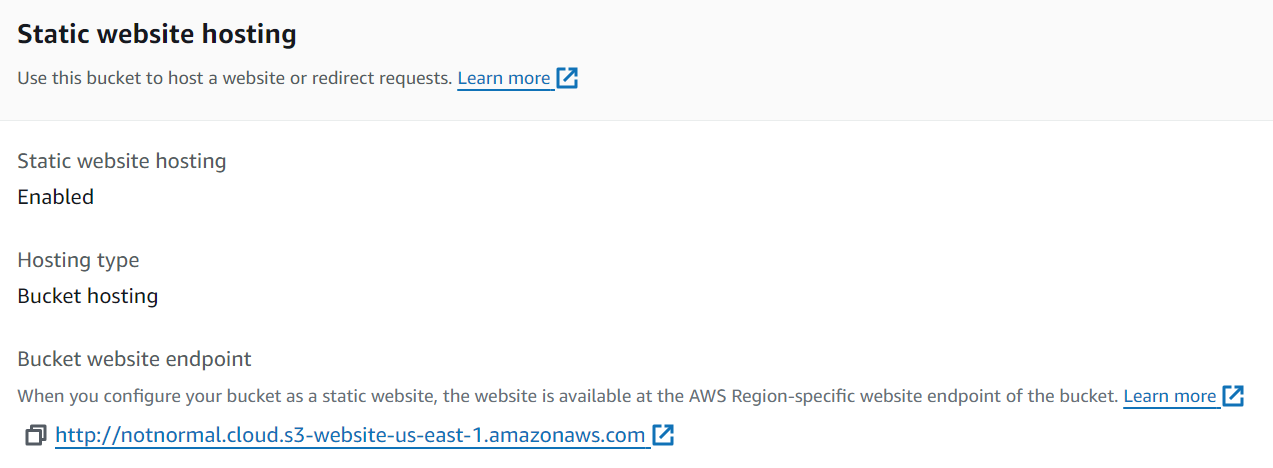 Static website hosting
Use this bucket to host a website or redirect requests. Learn more
Static website hosting
Enabled
Hosting type
Bucket hosting
Bucket website endpoint
When you configure your bucket as a static website, the website is available at the AWS Region-specific website endpoint of the bucket. Learn more
http://notnormal.cloud.s3-website-us-east-1.amazonaws.com